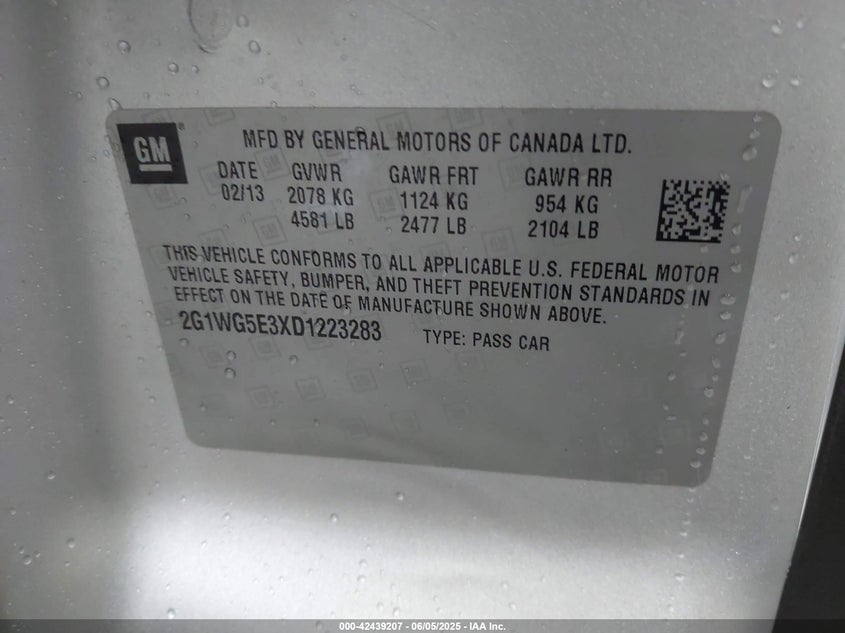 GM
MFD BY GENERAL MOTORS OF CANADA LTD.
DATE GVWR GAWR FRT GAWR RR
02/13 2078 KG 1124 KG 954 KG
4581 LB 2477 LB 2104 LB
THIS VEHICLE CONFORMS TO ALL APPLICABLE U.S. FEDERAL MOTOR
VEHICLE SAFETY, BUMPER, AND THEFT PREVENTION STANDARDS IN
EFFECT ON THE DATE OF MANUFACTURE SHOWN ABOVE.
2G1WG5E3XD1223283 TYPE: PASS CAR
000-42439207 - 06/05/2025 - IAA Inc.